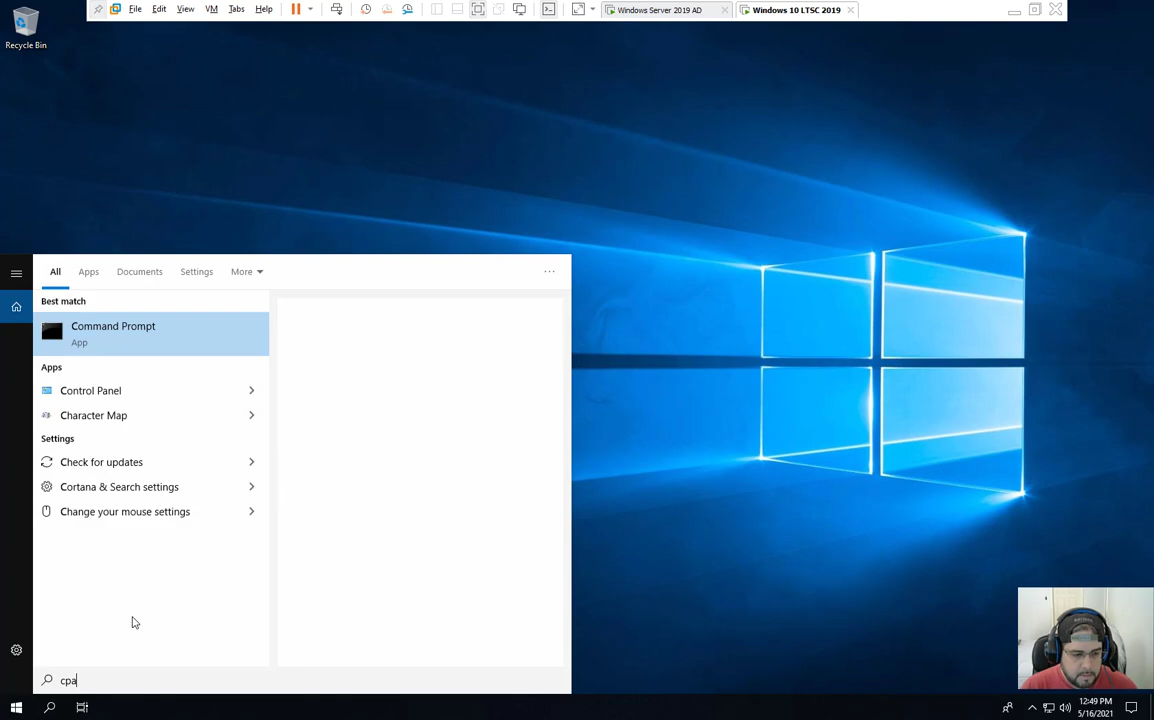 File Edit View VM Tabs Help
Windows Server 2019 AD
Windows 10 LTSC 2019
Recycle Bin
All Apps Documents Settings More
Best match
Command Prompt
App
Apps
Control Panel
Character Map
Settings
Check for updates
Cortana & Search settings
Change your mouse settings
cpa
12:49 PM
5/16/2021